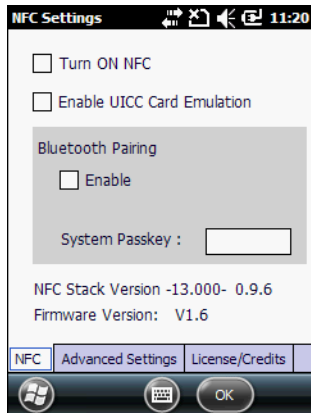 NFC Settings 11:20
Turn ON NFC
Enable UICC Card Emulation
Bluetooth Pairing
Enable
System Passkey :
NFC Stack Version -13.000- 0.9.6
Firmware Version: V1.6
NFC Advanced Settings License/Credits
OK